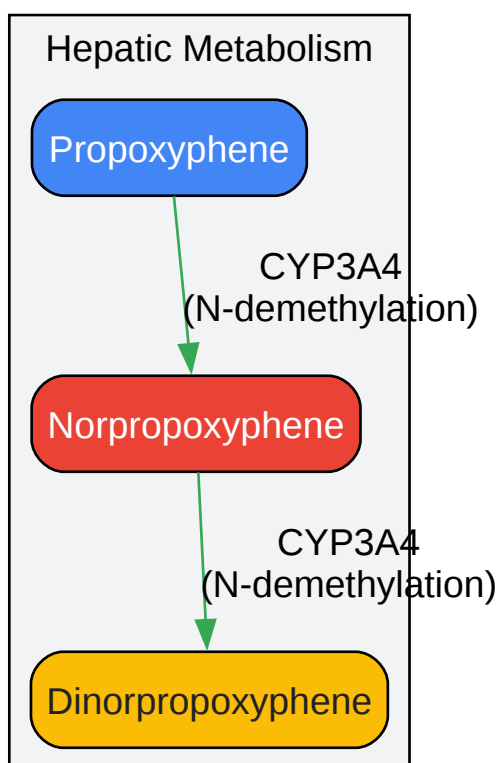 Hepatic Metabolism
Propoxyphene
CYP3A4
(N-demethylation)
Norpropoxyphene
CYP3A4
(N-demethylation)
Dinorpropoxyphene